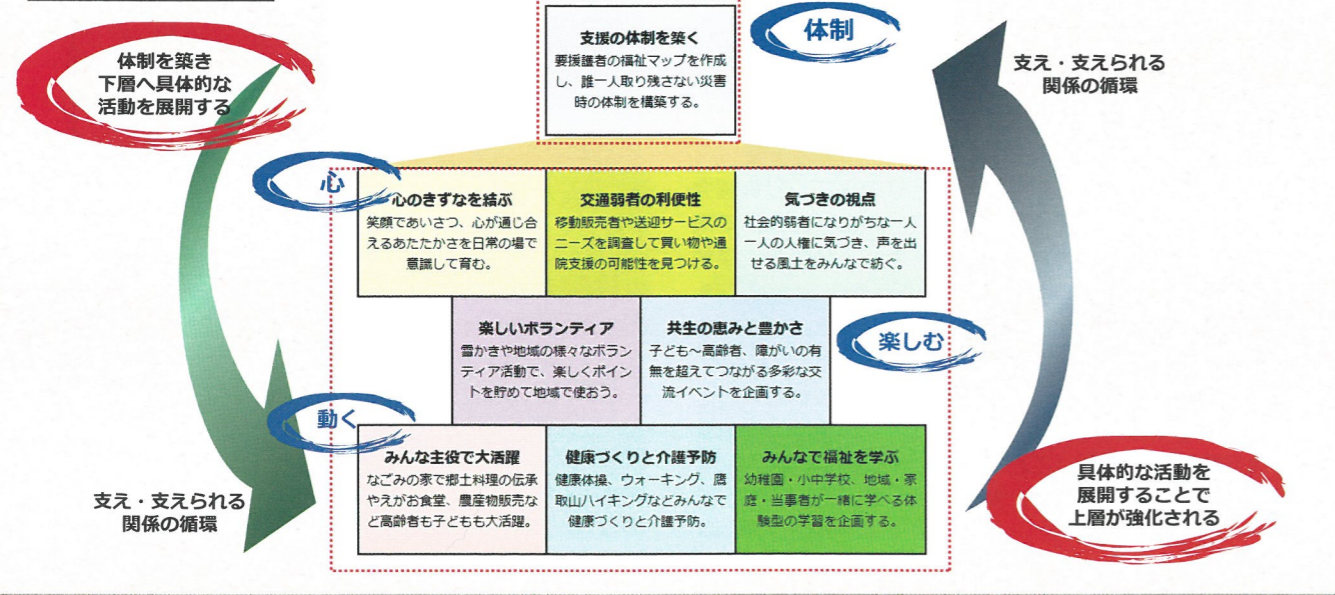 体制を築き
下層へ具体的な
活動を展開する
支援の体制を築く
要援護者の福祉マップを作成
し、誰一人取り残さない災害
時の体制を構築する。
体制
支え・支えられる
関係の循環
心
心のきずなを結ぶ
笑顔であいさつ、心が通じ合
えるあたたかさを日常の場で
意識して育む。
交通弱者の利便性
移動販売者や送迎サービスの
ニーズを調査して買い物や通
院支援の可能性を見つける。
気づきの視点
社会的弱者になりがちな一人
一人の人権に気づき、声を出
せる風土をみんなで紡ぐ。
楽しいボランティア
雪かきや地域の様々なボラン
ティア活動で、楽しくポイン
トを貯めて地域で使おう。
共生の恵みと豊かさ
子ども～高齢者、障がいの有
無を超えてつながる多彩な交
流イベントを企画する。
楽しむ
動く
みんな主役で大活躍
なごみの家で郷土料理の伝承
やえがお食堂、農産物販売な
ど高齢者も子どもも大活躍。
健康づくりと介護予防
健康体操、ウォーキング、鷹
取山ハイキングなどみんなで
健康づくりと介護予防。
みんなで福祉を学ぶ
幼稚園・小中学校、地域・家
庭・当事者が一緒に学べる体
験型の学習を企画する。
支え・支えられる
関係の循環
具体的な活動を
展開することで
上層が強化される